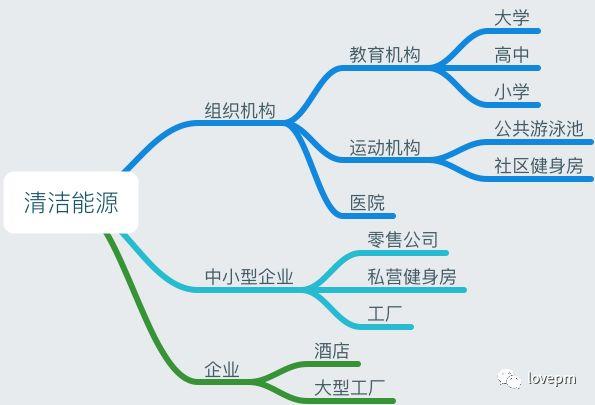 清洁能源
组织机构
教育机构
大学
高中
小学
运动机构
公共游泳池
社区健身房
医院
中小型企业
零售公司
私营健身房
工厂
企业
酒店
大型工厂
lovepm